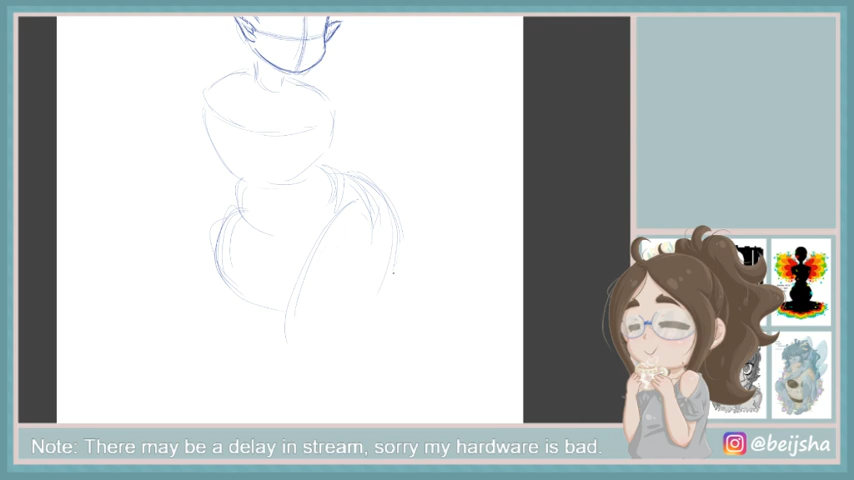 Note: There may be a delay in stream, sorry my hardware is bad.
@beijsha